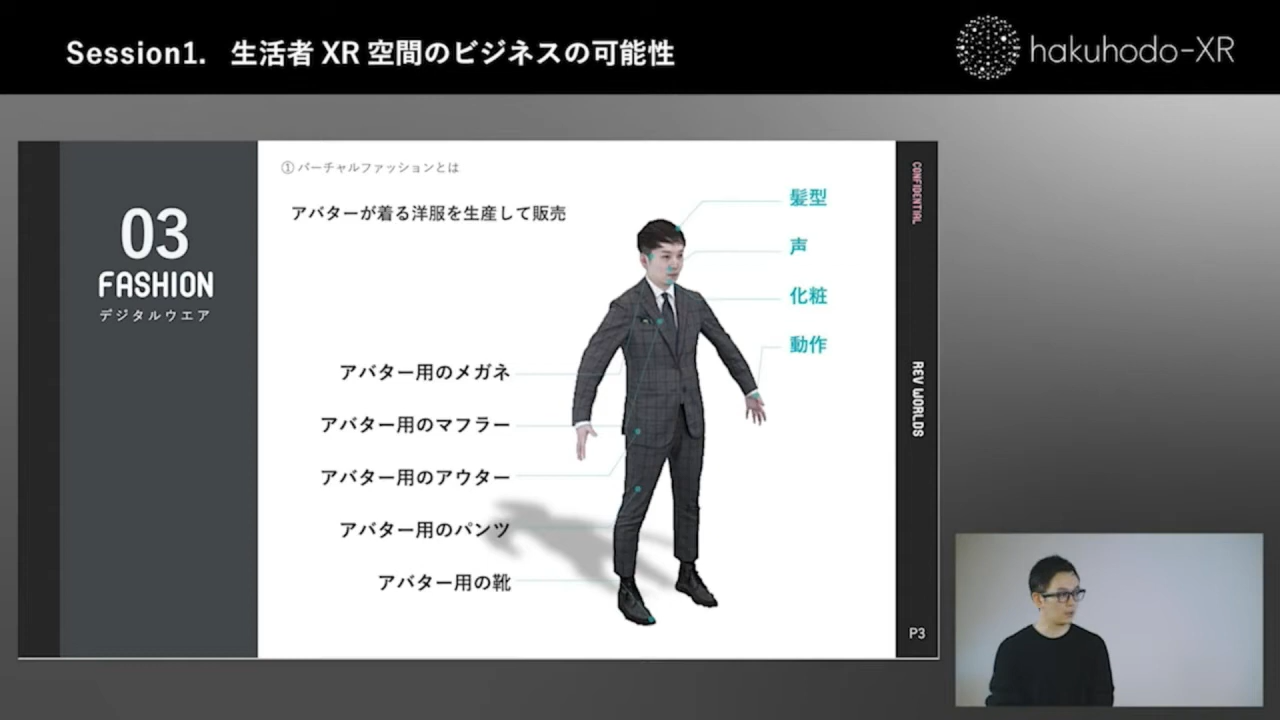 Session1. 生活者 XR 空間のビジネスの可能性
hakuhodo-XR
03
FASHION
デジタルウエア
① バーチャルファッションとは
アバターが着る洋服を生産して販売
髪型
声
化粧
動作
アバター用のメガネ
アバター用のマフラー
アバター用のアウター
アバター用のパンツ
アバター用の靴
CONFIDENTIAL
REV WORLDS
P3